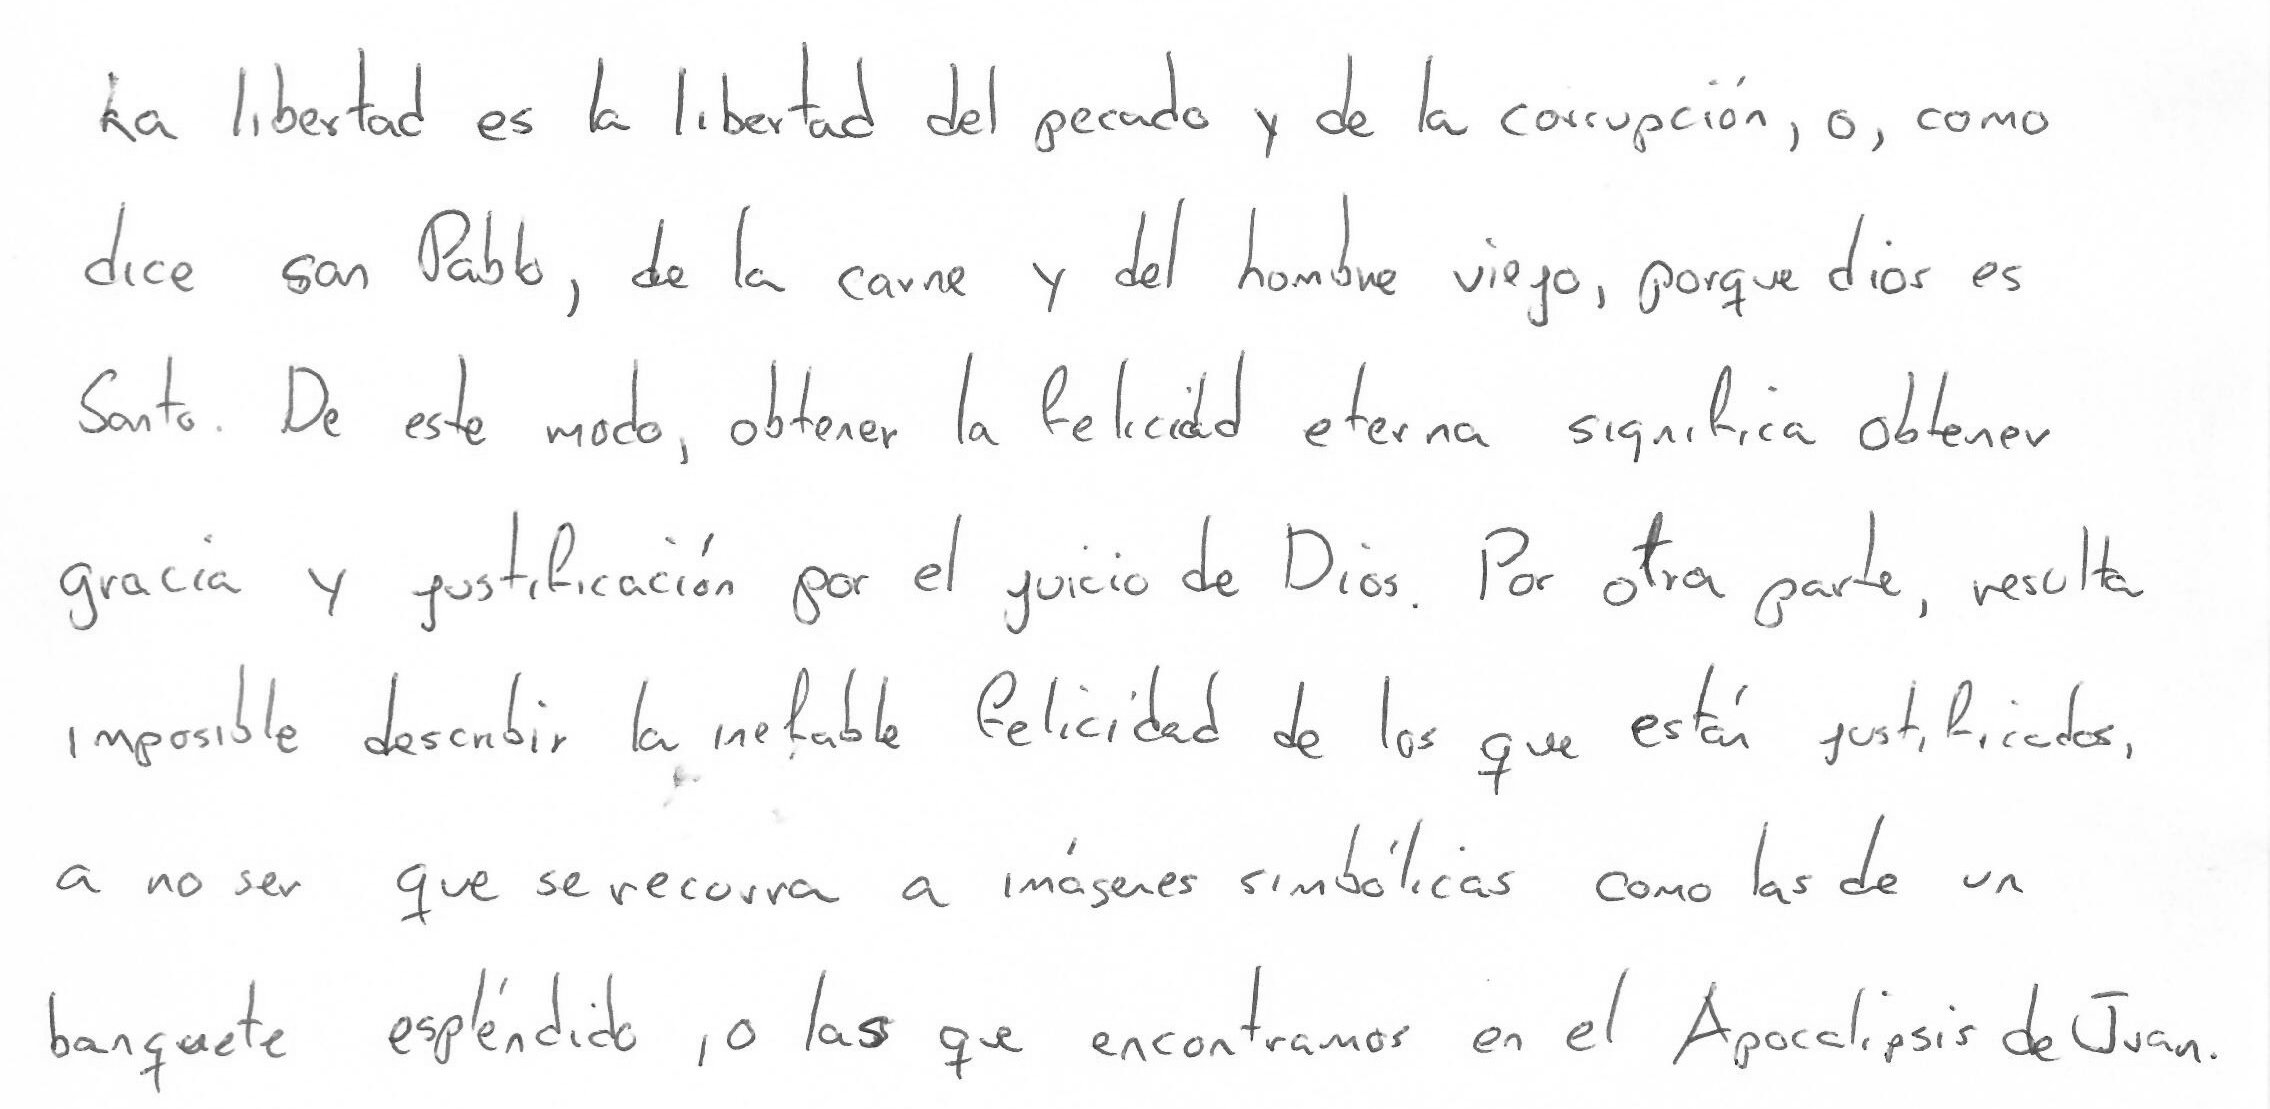 La libertad es la libertad del pecado y de la corrupción, o, como
dice san Pablo, de la carne y del hombre viejo, porque dios es
Santo. De este modo, obtener la felicidad eterna significa obtener
gracia y justificación por el juicio de Dios. Por otra parte, resulta
imposible describir la inefable felicidad de los que están justificados,
a no ser que se recorra a imágenes simbólicas como las de un
banquete espléndido, o las que encontramos en el Apocalipsis de Juan.